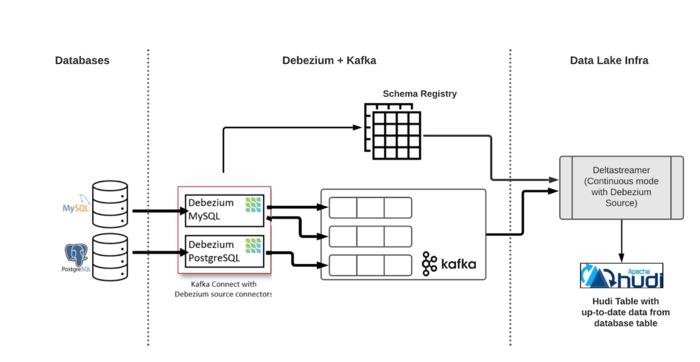 Databases
Debezium + Kafka
Data Lake Infra
Schema Registry
MySQL
Debezium
MySQL
PostgreSQL
Debezium
PostgreSQL
Kafka Connect with
Debezium source connectors
kafka
Deltastreamer
(Continuous mode
with Debezium
Source)
Apache
hudi
Hudi Table with
up-to-date data from
database table